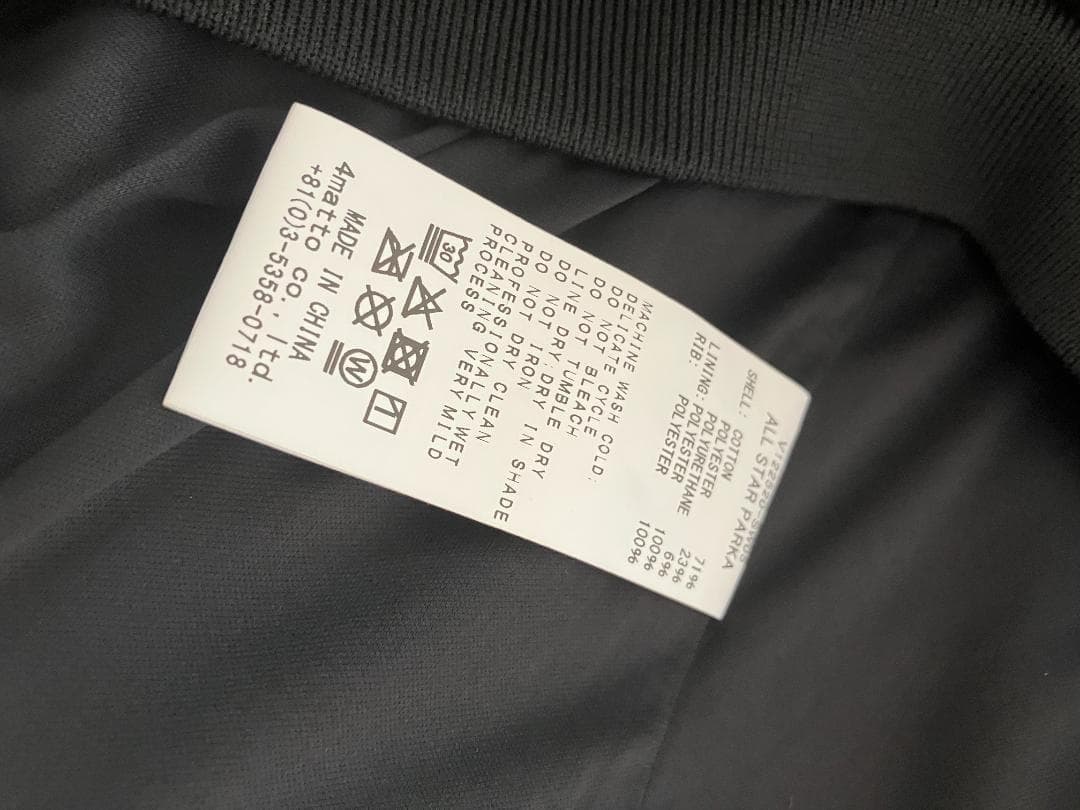 ALL STAR PARKA
SHELL: COTTON 71%
POLYESTER 23%
POLYURETHANE 6%
LINING: POLYESTER 100%
RIB: POLYESTER 100%
MACHINE WASH COLD:
DELICATE CYCLE
DO NOT BLEACH
DO NOT TUMBLE DRY
LINE DRY:DRY IN SHADE
DO NOT IRON
DO NOT DRY CLEAN
PROFESSIONALLY WET
CLEANING VERY MILD
PROCESS
30
W
MADE IN CHINA
4matto co., ltd.
+81(0)3-5358-0718